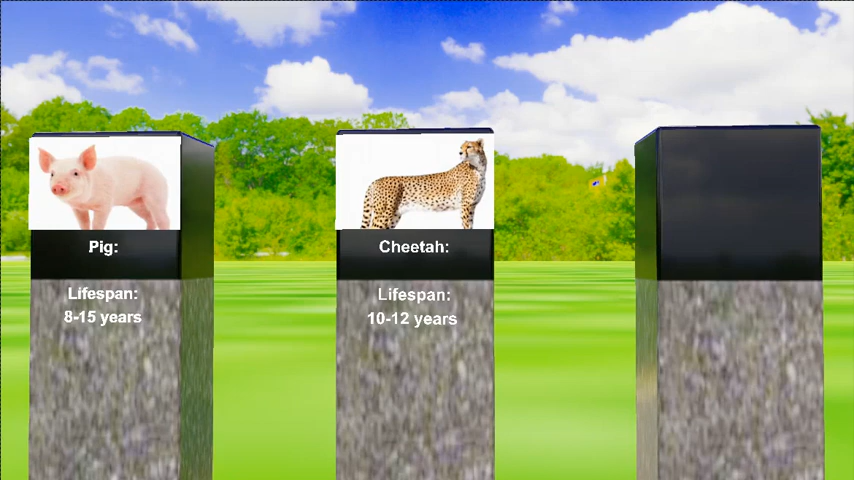 Pig:
Lifespan:
8-15 years
Cheetah:
Lifespan:
10-12 years